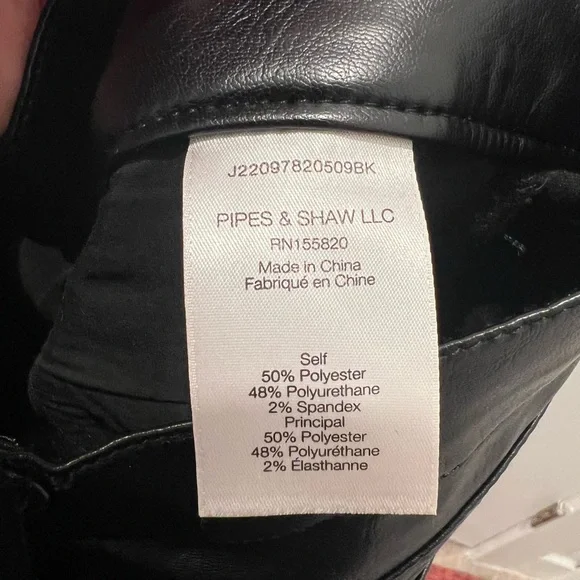 J22097820509BK
PIPES & SHAW LLC
RN155820
Made in China
Fabriqué en Chine
Self
50% Polyester
48% Polyurethane
2% Spandex
Principal
50% Polyester
48% Polyuréthane
2% Élasthanne